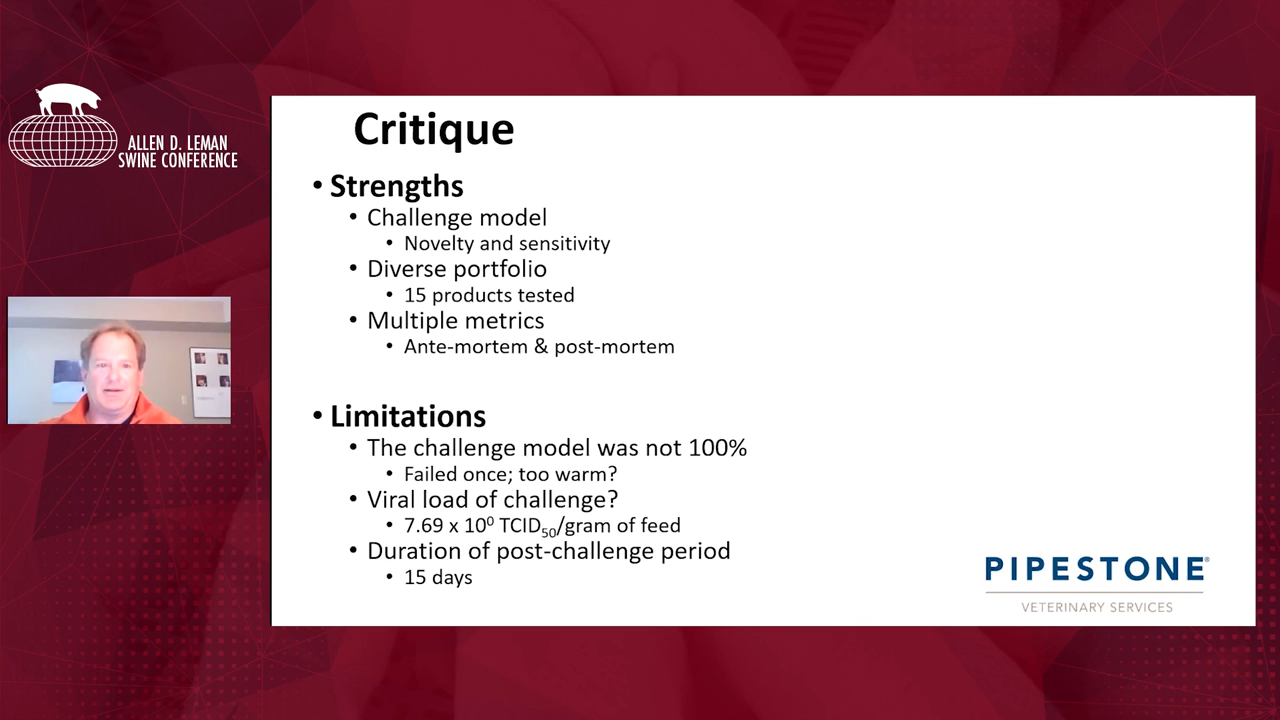 ALLEN D. LEMAN
SWINE CONFERENCE
Critique
• Strengths
• Challenge model
• Novelty and sensitivity
• Diverse portfolio
• 15 products tested
• Multiple metrics
• Ante-mortem & post-mortem
• Limitations
• The challenge model was not 100%
• Failed once; too warm?
• Viral load of challenge?
• 7.69 x 10⁰ TCID₅₀/gram of feed
• Duration of post-challenge period
• 15 days
PIPESTONE®
VETERINARY SERVICES